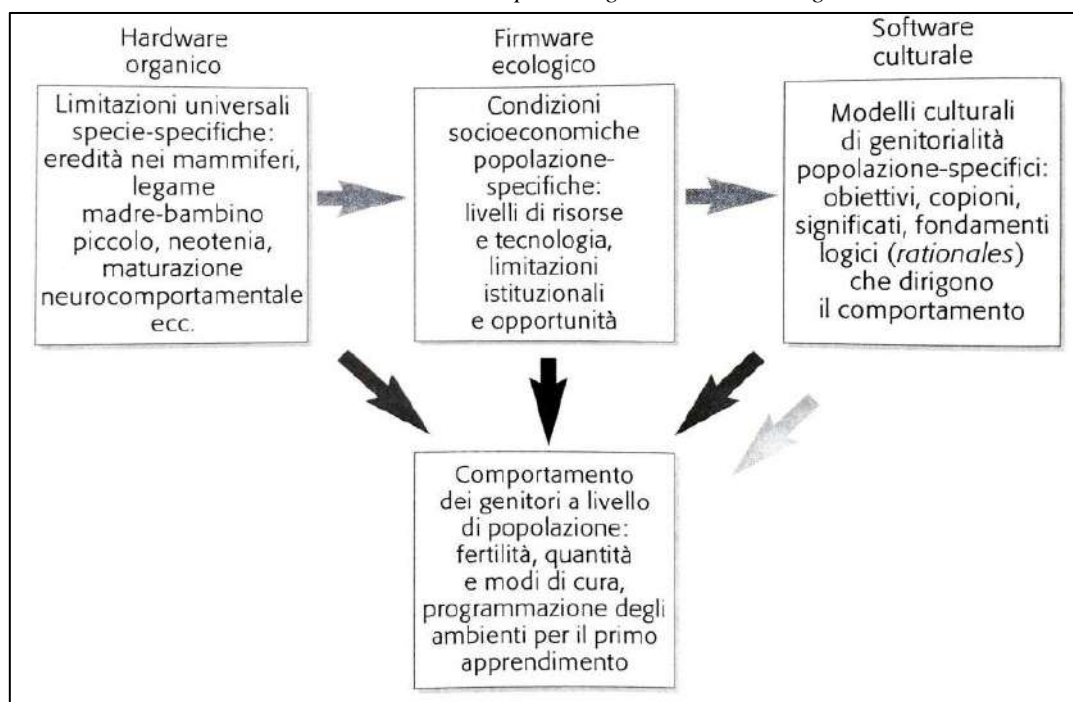 Hardware
organico
Limitazioni universali
specie-specifiche:
eredità nei mammiferi,
legame
madre-bambino
piccolo, neotenia,
maturazione
neurocomportamentale
ecc.
Firmware
ecologico
Condizioni
socioeconomiche
popolazione-
specifiche:
livelli di risorse
e tecnologia,
limitazioni
istituzionali
e opportunità
Software
culturale
Modelli culturali
di genitorialità
popolazione-specifici:
obiettivi, copioni,
significati, fondamenti
logici (rationales)
che dirigono
il comportamento
Comportamento
dei genitori a livello
di popolazione:
fertilità, quantità
e modi di cura,
programmazione degli
ambienti per il primo
apprendimento